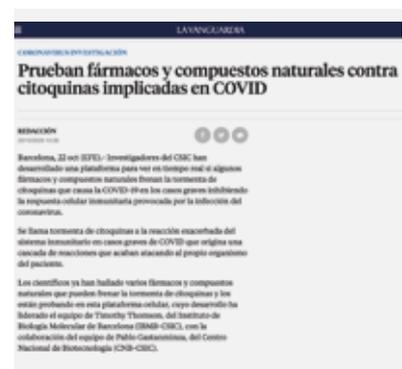 LAVANGUARDIA
CORONAVIRUS INVESTIGACIÓN
Prueban fármacos y compuestos naturales contra
citoquinas implicadas en COVID
REDACCIÓN
Barcelona, 22 oct (EFE).- Investigadores del CSIC han
desarrollado una plataforma para ver en tiempo real si algunos
fármacos y compuestos naturales frenan la tormenta de
citoquinas que causa la COVID-19 en los casos graves inhibiendo
la respuesta celular inmunitaria provocada por la infección del
coronavirus.
Se llama tormenta de citoquinas a la reacción exacerbada del
sistema inmunitario en casos graves de COVID que origina una
cascada de reacciones que acaban atacando al propio organismo
del paciente.
Los científicos ya han hallado varios fármacos y compuestos
naturales que pueden frenar la tormenta de citoquinas y los
están probando en esta plataforma celular, cuyo desarrollo ha
liderado el equipo de Timothy Thomson, del Instituto de
Biología Molecular de Barcelona (IBMB-CSIC), con la
colaboración del equipo de Pablo Gastaminza, del Centro
Nacional de Biotecnología (CNB-CSIC).